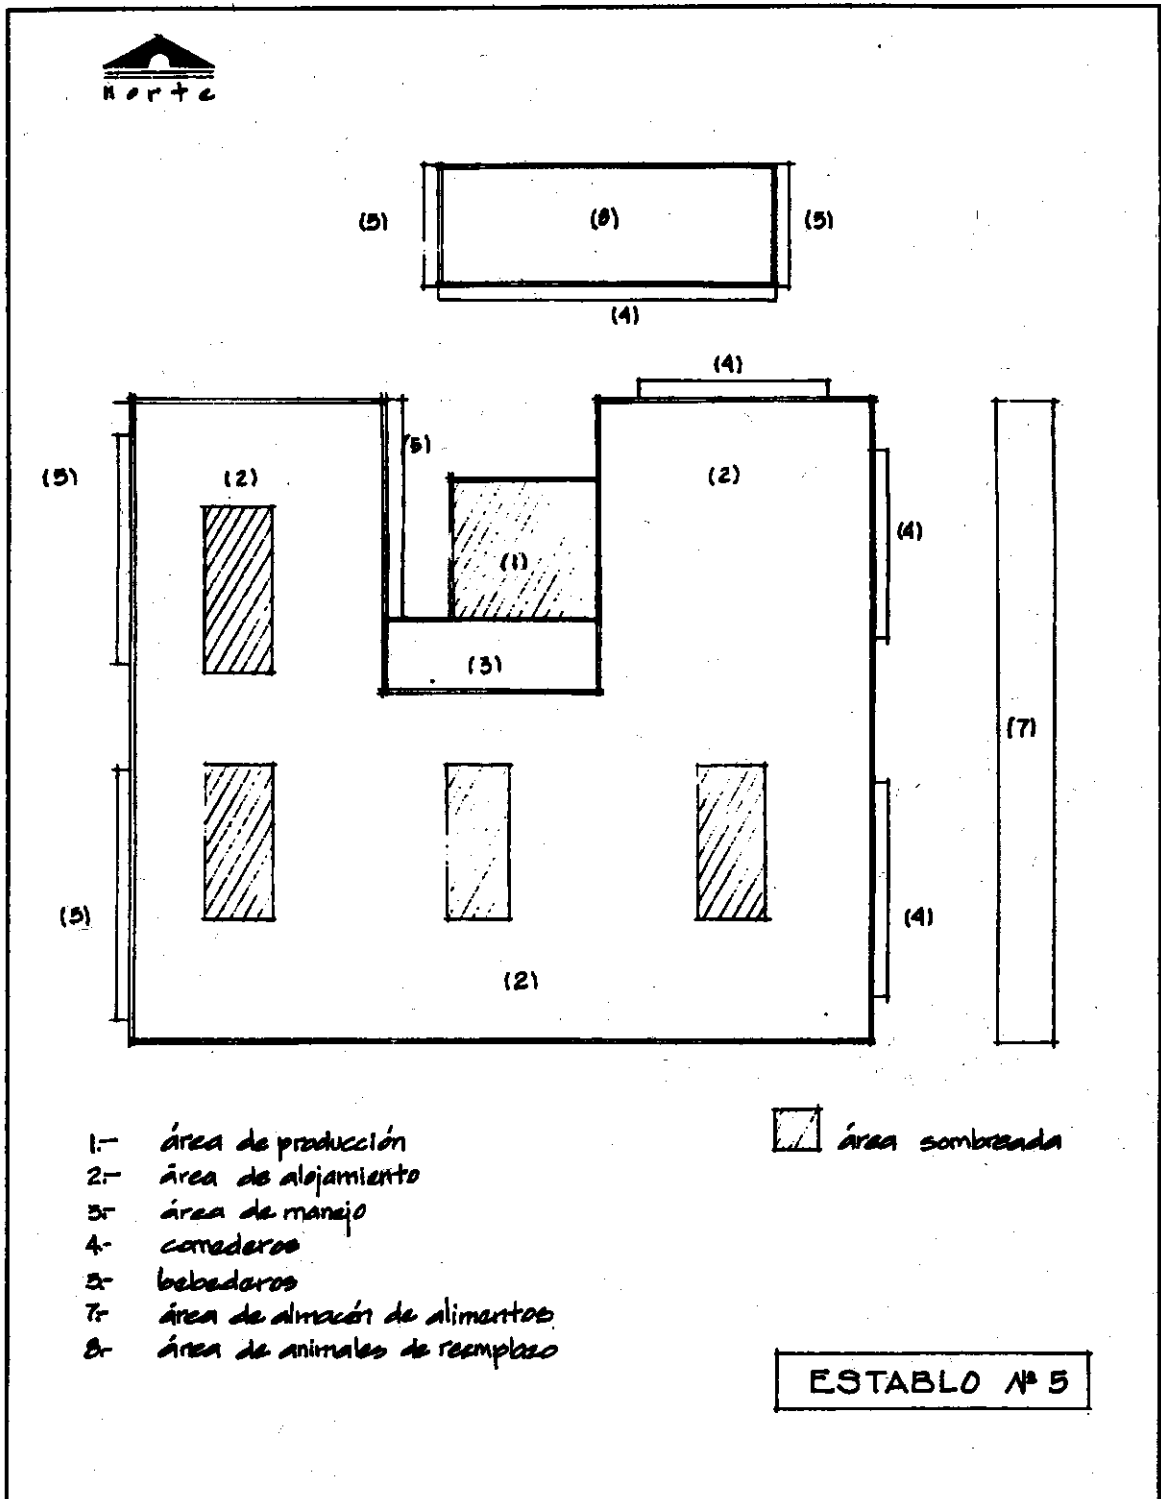 Norte
(5) (8) (5)
(4)
(4)
(5) (2) (5) (2)
(4)
(1)
(3)
(7)
(5) (4)
(2)
1.- área de producción
2.- área de alojamiento
3.- área de manejo
4.- comederos
5.- bebederos
7.- área de almacén de alimentos
8.- área de animales de reemplazo
área sombreada
ESTABLO Nº 5